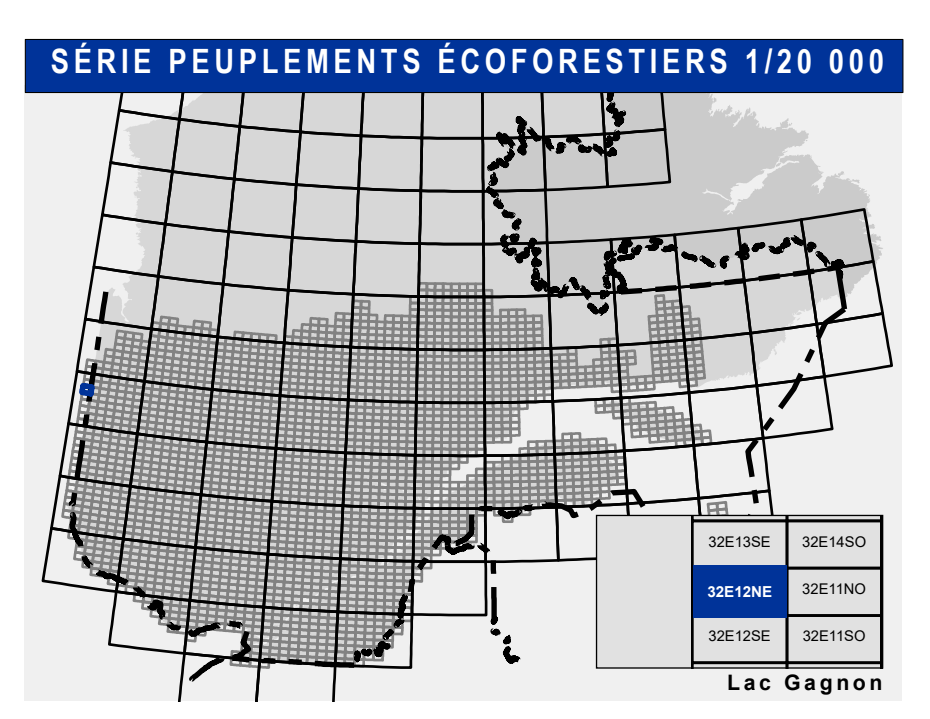 SÉRIE PEUPLEMENTS ÉCOFORESTIERS 1/20 000
32E13SE 32E14SO
32E12NE 32E11NO
32E12SE 32E11SO
Lac Gagnon